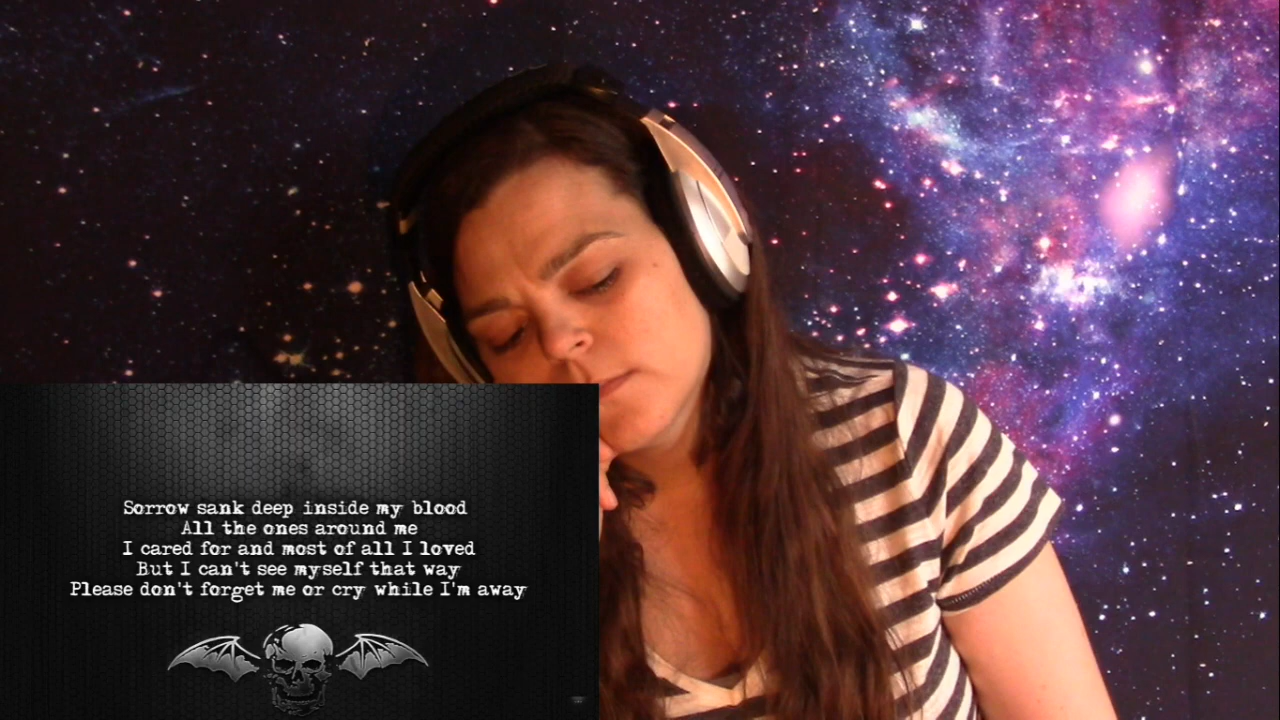 Sorrow sank deep inside my blood
All the ones around me
I cared for and most of all I loved
But I can't see myself that way
Please don't forget me or cry while I'm away